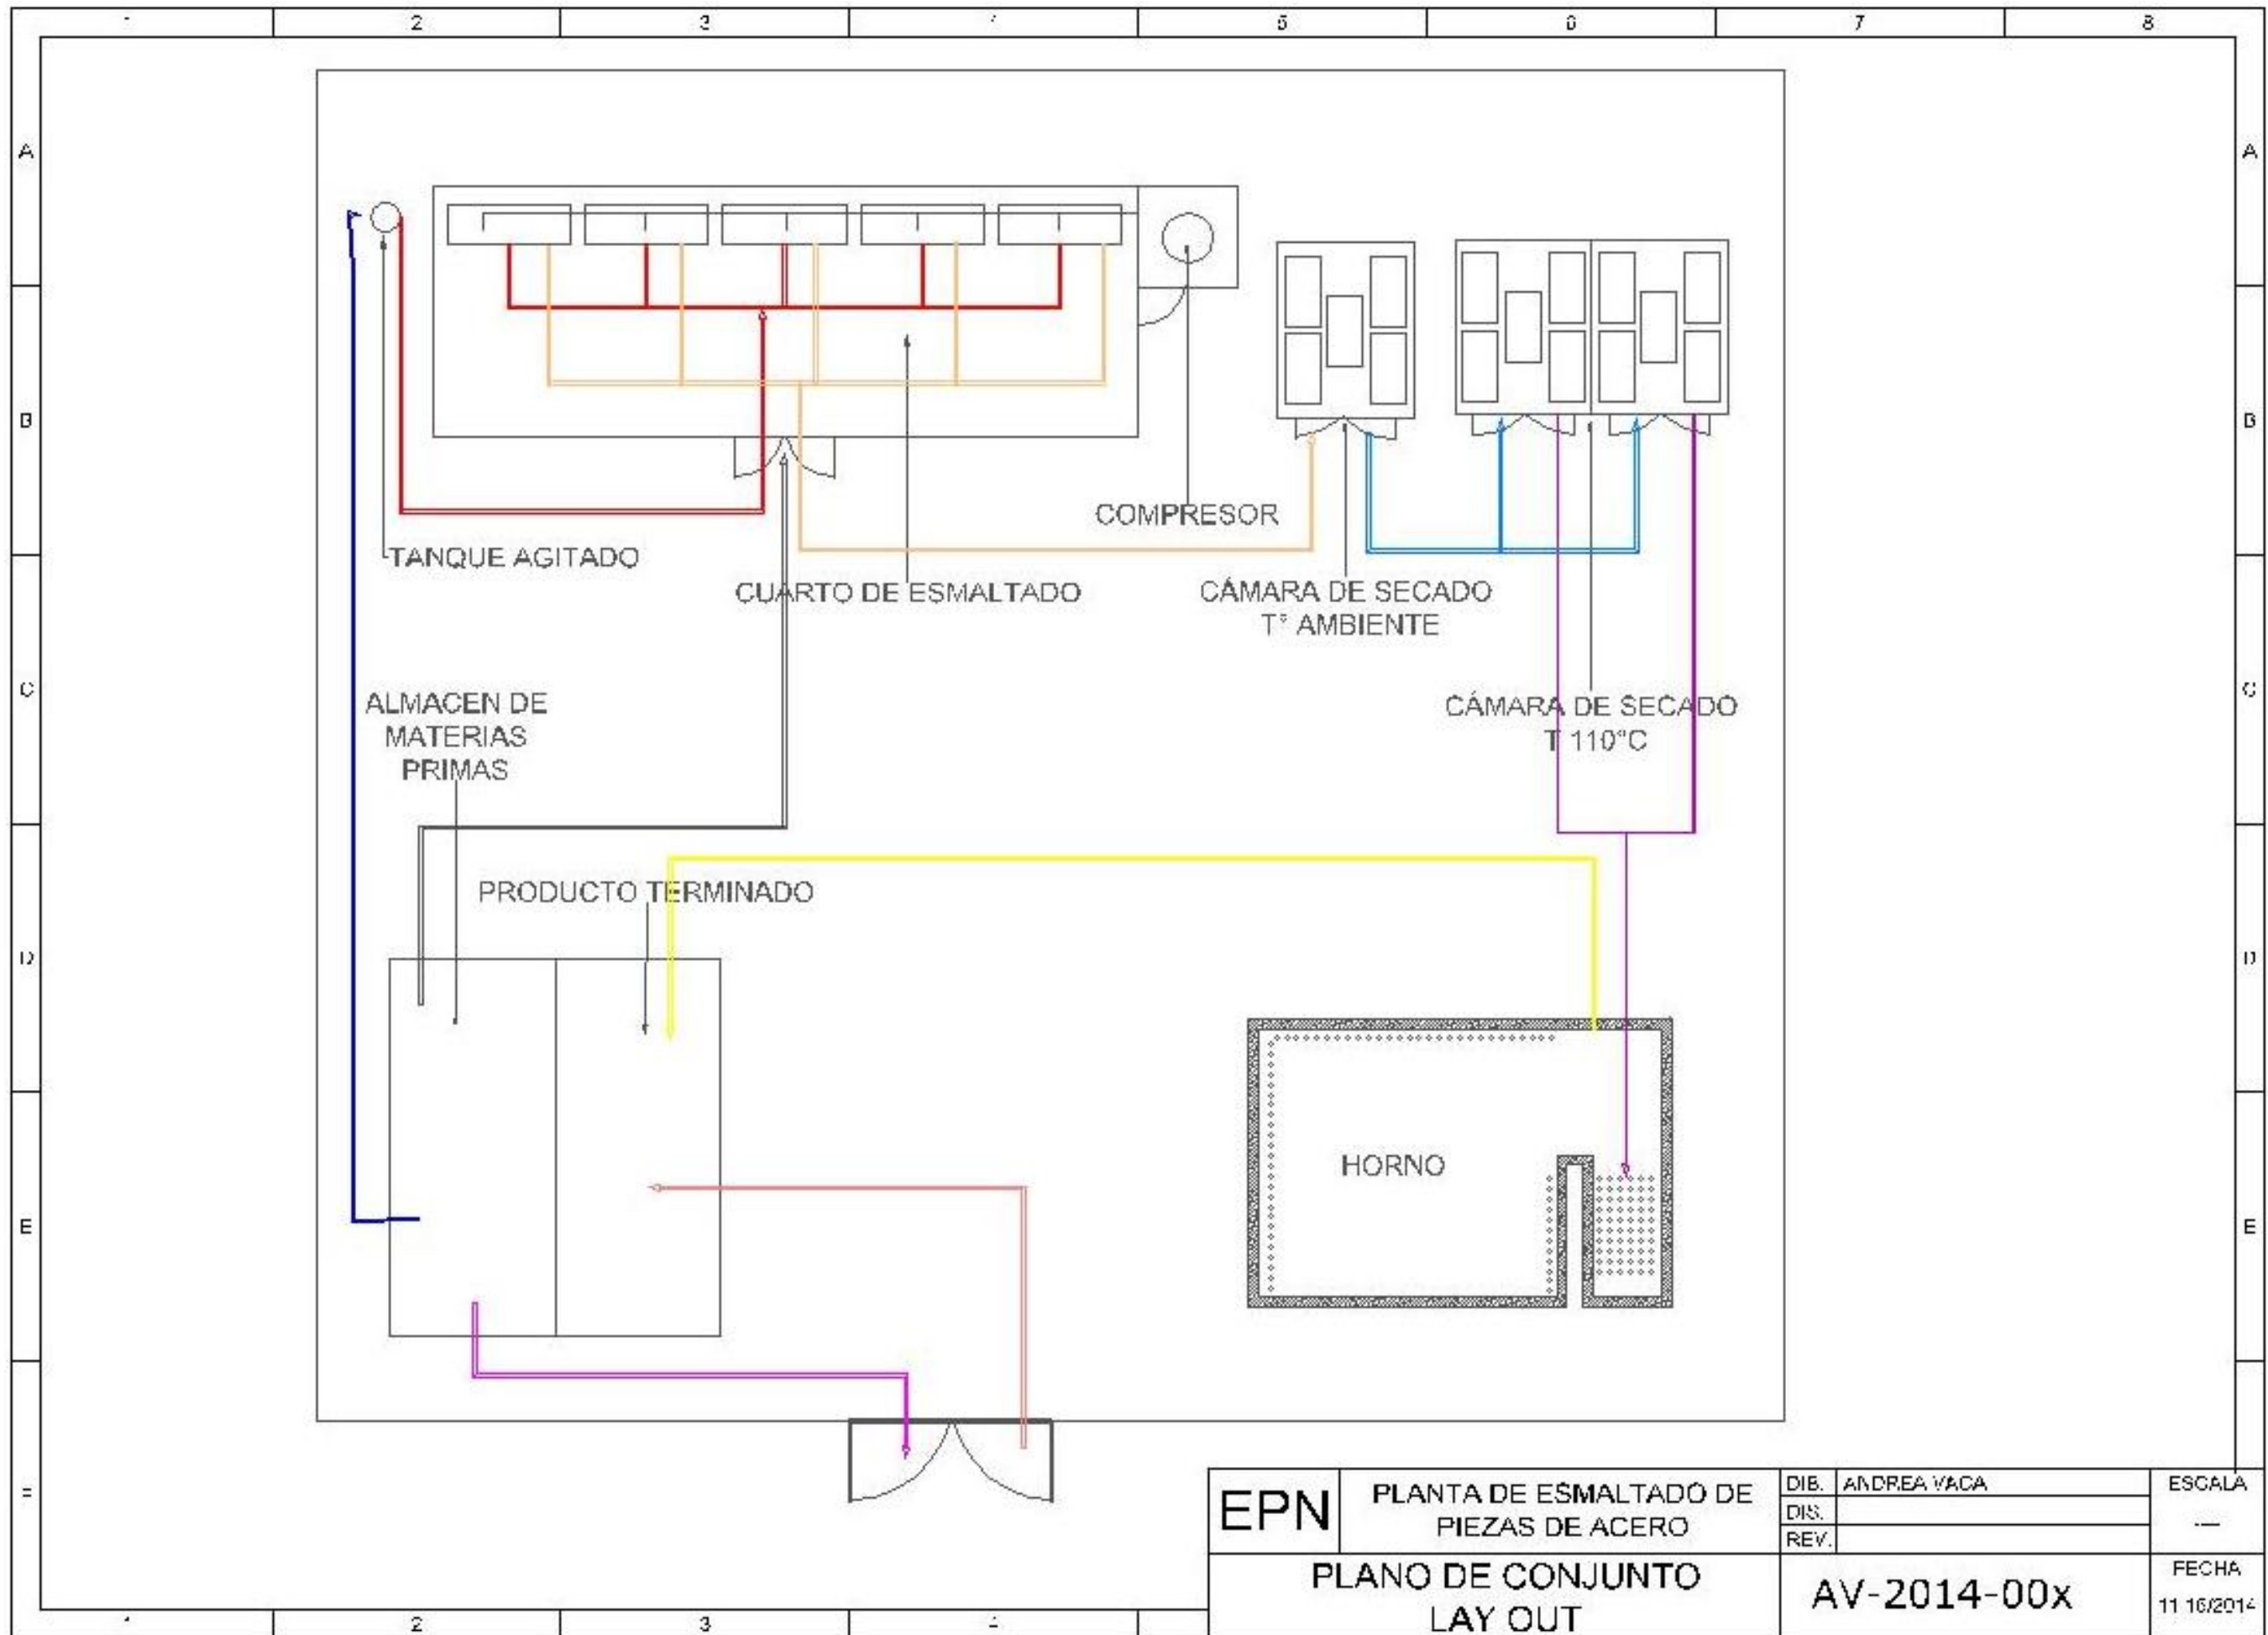 2
3
5
6
7
8
A
A
TANQUE AGITADO
COMPRESOR
B
B
CUARTO DE ESMALTADO
CÁMARA DE SECADO
T° AMBIENTE
C
C
ALMACEN DE
MATERIAS
PRIMAS
CÁMARA DE SECADO
T 110°C
PRODUCTO TERMINADO
D
D
HORNO
E
E
EPN
PLANTA DE ESMALTADO DE
PIEZAS DE ACERO
DIB. ANDREA VACA
DIS.
REV.
ESCALA
---
PLANO DE CONJUNTO
LAY OUT
AV-2014-00x
FECHA
2
3